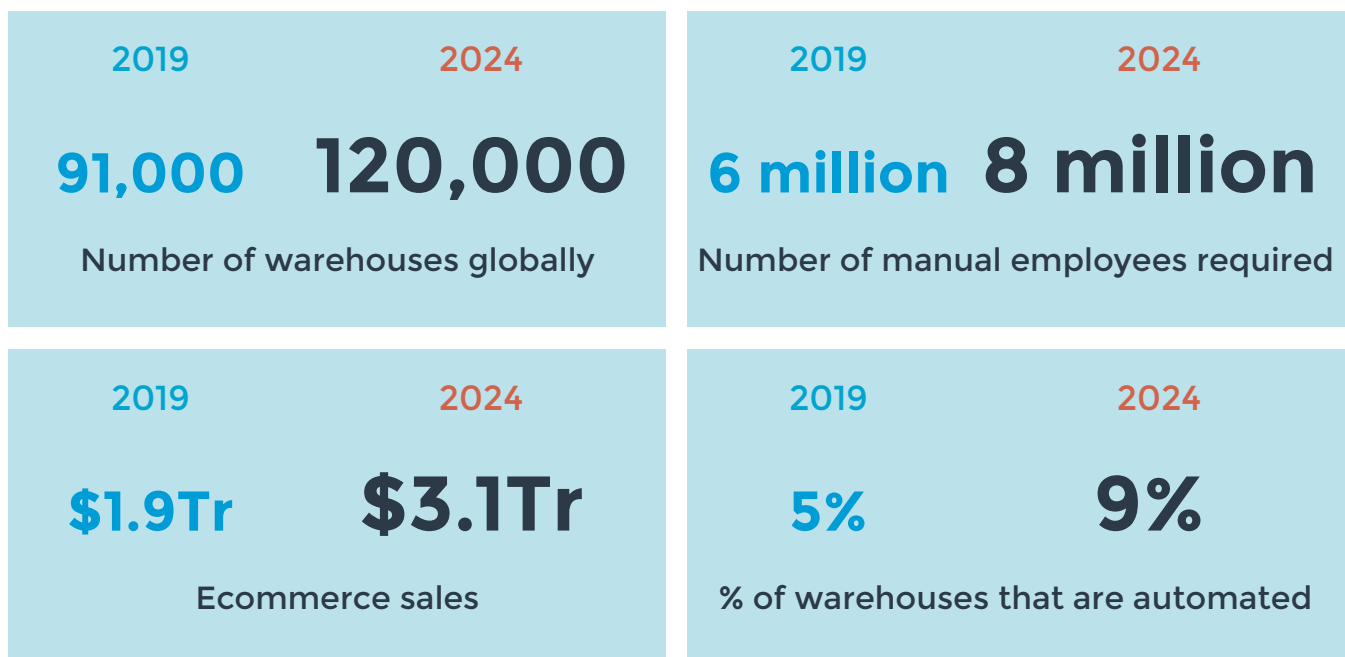 2019 2024
91,000 120,000
Number of warehouses globally
2019 2024
6 million 8 million
Number of manual employees required
2019 2024
$1.9Tr $3.1Tr
Ecommerce sales
2019 2024
5% 9%
% of warehouses that are automated